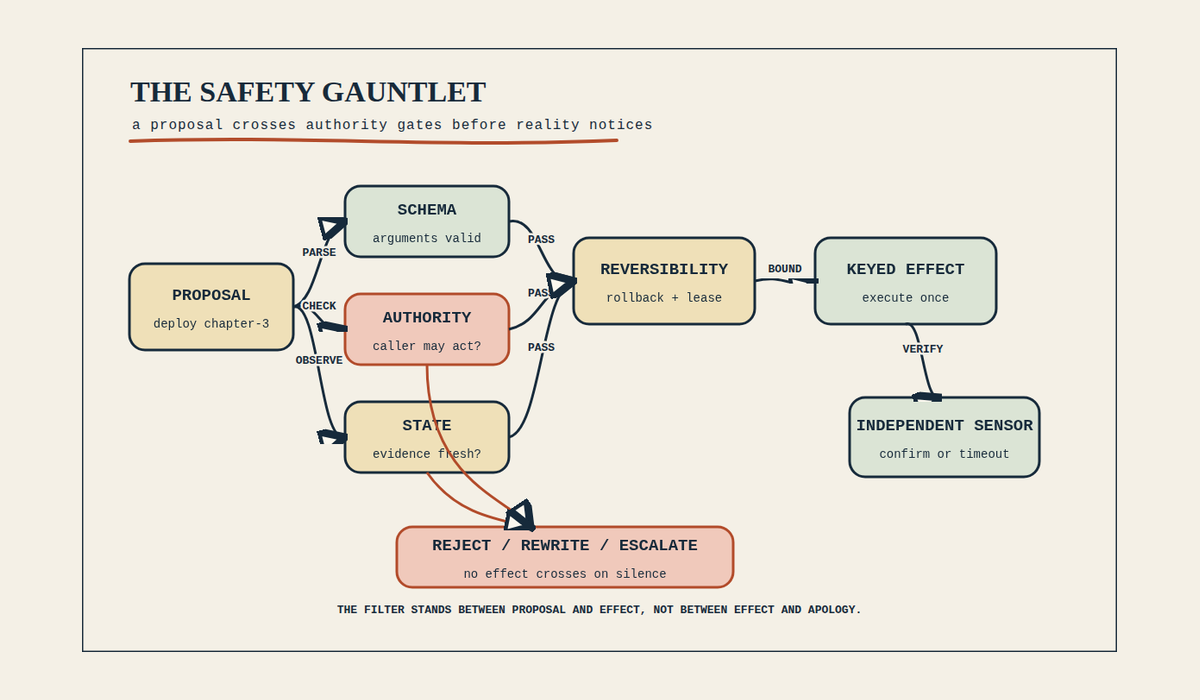 THE SAFETY GAUNTLET
a proposal crosses authority gates before reality notices
PROPOSAL
deploy chapter-3
PARSE
CHECK
OBSERVE
SCHEMA
arguments valid
AUTHORITY
caller may act?
STATE
evidence fresh?
PASS
PASS
PASS
REVERSIBILITY
rollback + lease
BOUND
KEYED EFFECT
execute once
VERIFY
INDEPENDENT SENSOR
confirm or timeout
REJECT / REWRITE / ESCALATE
no effect crosses on silence
THE FILTER STANDS BETWEEN PROPOSAL AND EFFECT, NOT BETWEEN EFFECT AND APOLOGY.